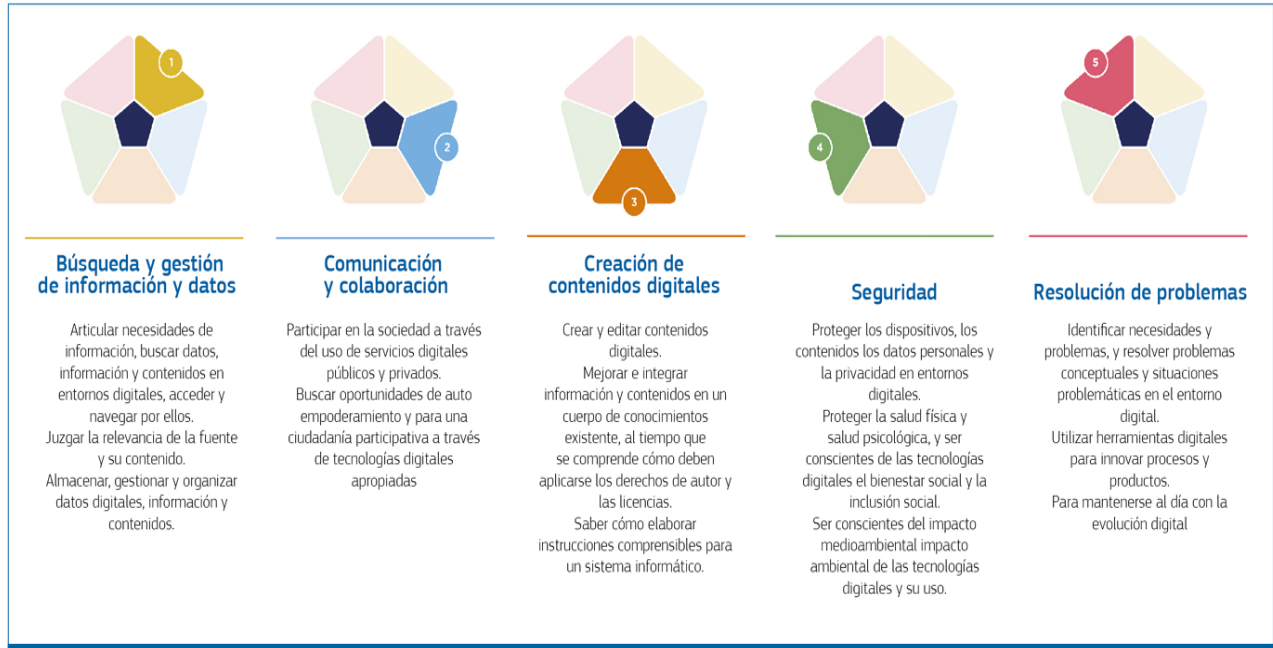 1
Búsqueda y gestión
de información y datos
Articular necesidades de
información, buscar datos,
información y contenidos en
entornos digitales, acceder y
navegar por ellos.
Juzgar la relevancia de la fuente
y su contenido.
Almacenar, gestionar y organizar
datos digitales, información y
contenidos.
2
Comunicación
y colaboración
Participar en la sociedad a través
del uso de servicios digitales
públicos y privados.
Buscar oportunidades de auto
empoderamiento y para una
ciudadanía participativa a través
de tecnologías digitales
apropiadas
3
Creación de
contenidos digitales
Crear y editar contenidos
digitales.
Mejorar e integrar
información y contenidos en un
cuerpo de conocimientos
existente, al tiempo que
se comprende cómo deben
aplicarse los derechos de autor y
las licencias.
Saber cómo elaborar
instrucciones comprensibles para
un sistema informático.
4
Seguridad
Proteger los dispositivos, los
contenidos los datos personales y
la privacidad en entornos
digitales.
Proteger la salud física y
salud psicológica, y ser
conscientes de las tecnologías
digitales el bienestar social y la
inclusión social.
Ser conscientes del impacto
medioambiental impacto
ambiental de las tecnologías
digitales y su uso.
5
Resolución de problemas
Identificar necesidades y
problemas, y resolver problemas
conceptuales y situaciones
problemáticas en el entorno
digital.
Utilizar herramientas digitales
para innovar procesos y
productos.
Para mantenerse al día con la
evolución digital